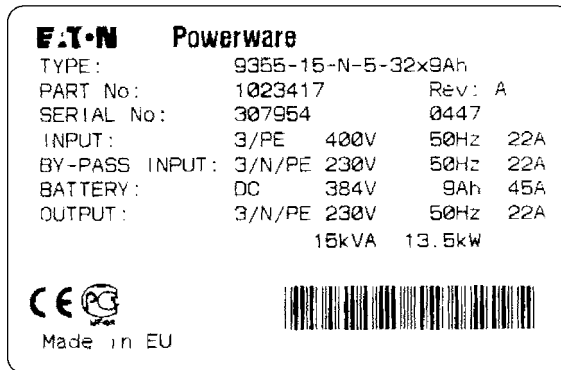 EATON Powerware
TYPE: 9355-15-N-5-32x9Ah
PART No: 1023417 Rev: A
SERIAL No: 307954 0447
INPUT: 3/PE 400V 50Hz 22A
BY-PASS INPUT: 3/N/PE 230V 50Hz 22A
BATTERY: DC 384V 9Ah 45A
OUTPUT: 3/N/PE 230V 50Hz 22A
15kVA 13.5kW
CE
Made in EU